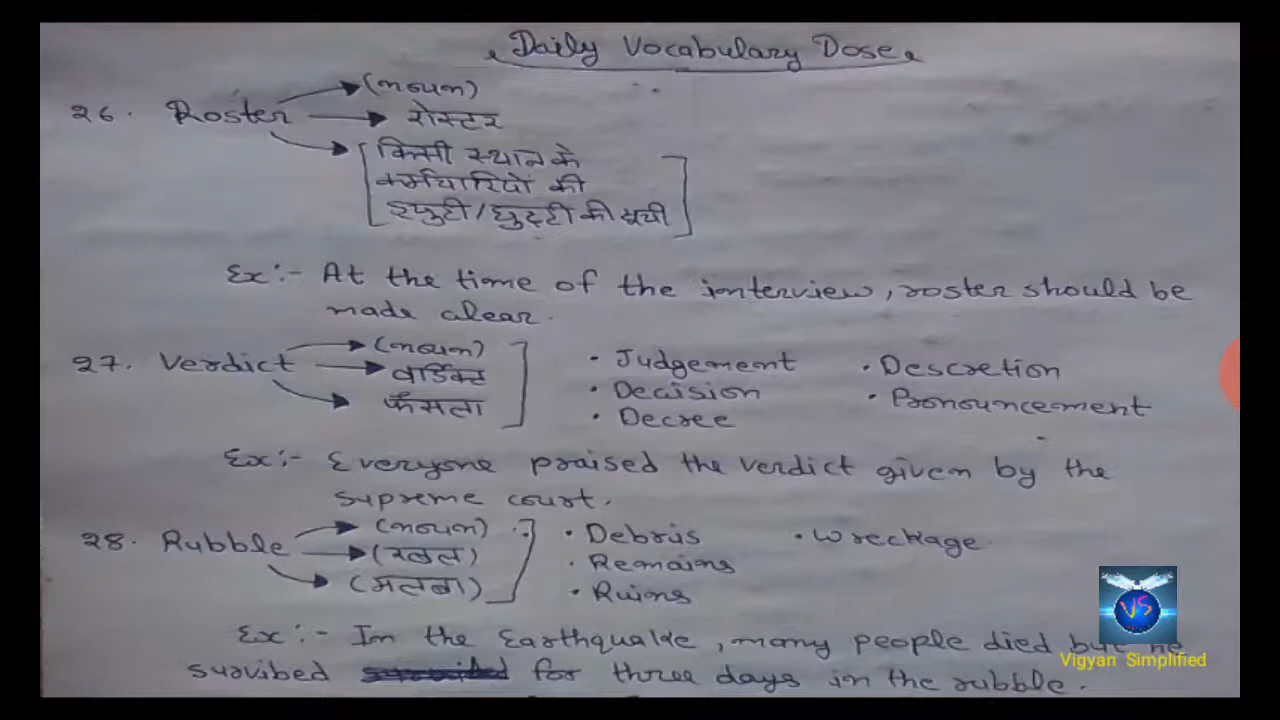 Daily Vocabulary Dose
26. Roster → (noun)
→ रोस्टर
→ [किसी स्थान के
कर्मचारियों की
ड्युटी/छुट्टी की सूची]
Ex:- At the time of the interview, roster should be
made clear.
27. Verdict → (noun)
→ वर्डिक्ट
→ फैसला
• Judgement
• Decision
• Decree
• Descretion
• Pronouncement
Ex:- Everyone praised the verdict given by the
supreme court.
28. Rubble → (noun)
→ (रबल)
→ (मलबा)
• Debris
• Remains
• Ruins
• Wreckage
Ex:- In the Earthquake, many people died but he
survibed for three days in the rubble.
VS
Vigyan Simplified